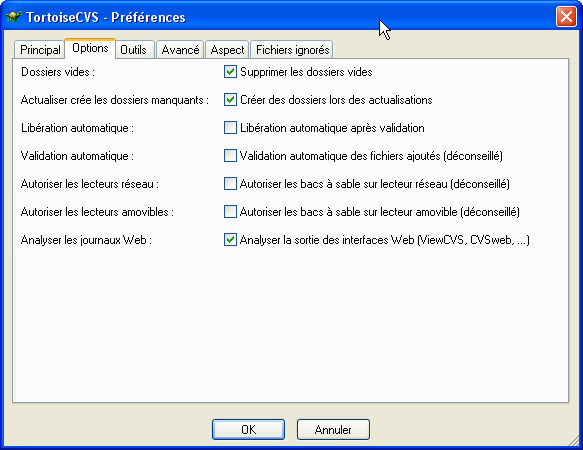 TortoiseCVS - Préférences
Principal Options Outils Avancé Aspect Fichiers ignorés
Dossiers vides : Supprimer les dossiers vides
Actualiser crée les dossiers manquants : Créer des dossiers lors des actualisations
Libération automatique : Libération automatique après validation
Validation automatique : Validation automatique des fichiers ajoutés (déconseillé)
Autoriser les lecteurs réseau : Autoriser les bacs à sable sur lecteur réseau (déconseillé)
Autoriser les lecteurs amovibles : Autoriser les bacs à sable sur lecteur amovible (déconseillé)
Analyser les journaux Web : Analyser la sortie des interfaces Web (ViewCVS, CVSweb, ...)
OK Annuler